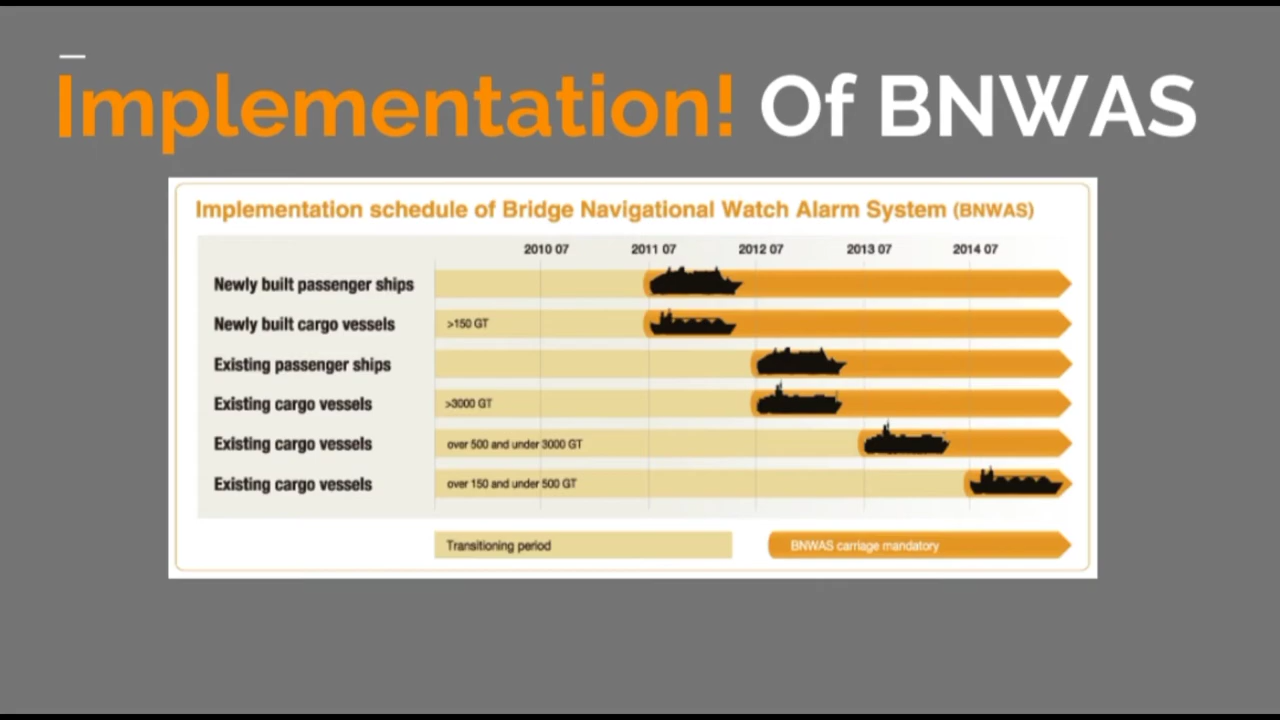 Implementation! Of BNWAS
Implementation schedule of Bridge Navigational Watch Alarm System (BNWAS)
2010 07 2011 07 2012 07 2013 07 2014 07
Newly built passenger ships
Newly built cargo vessels >150 GT
Existing passenger ships
Existing cargo vessels >3000 GT
Existing cargo vessels over 500 and under 3000 GT
Existing cargo vessels over 150 and under 500 GT
Transitioning period BNWAS carriage mandatory